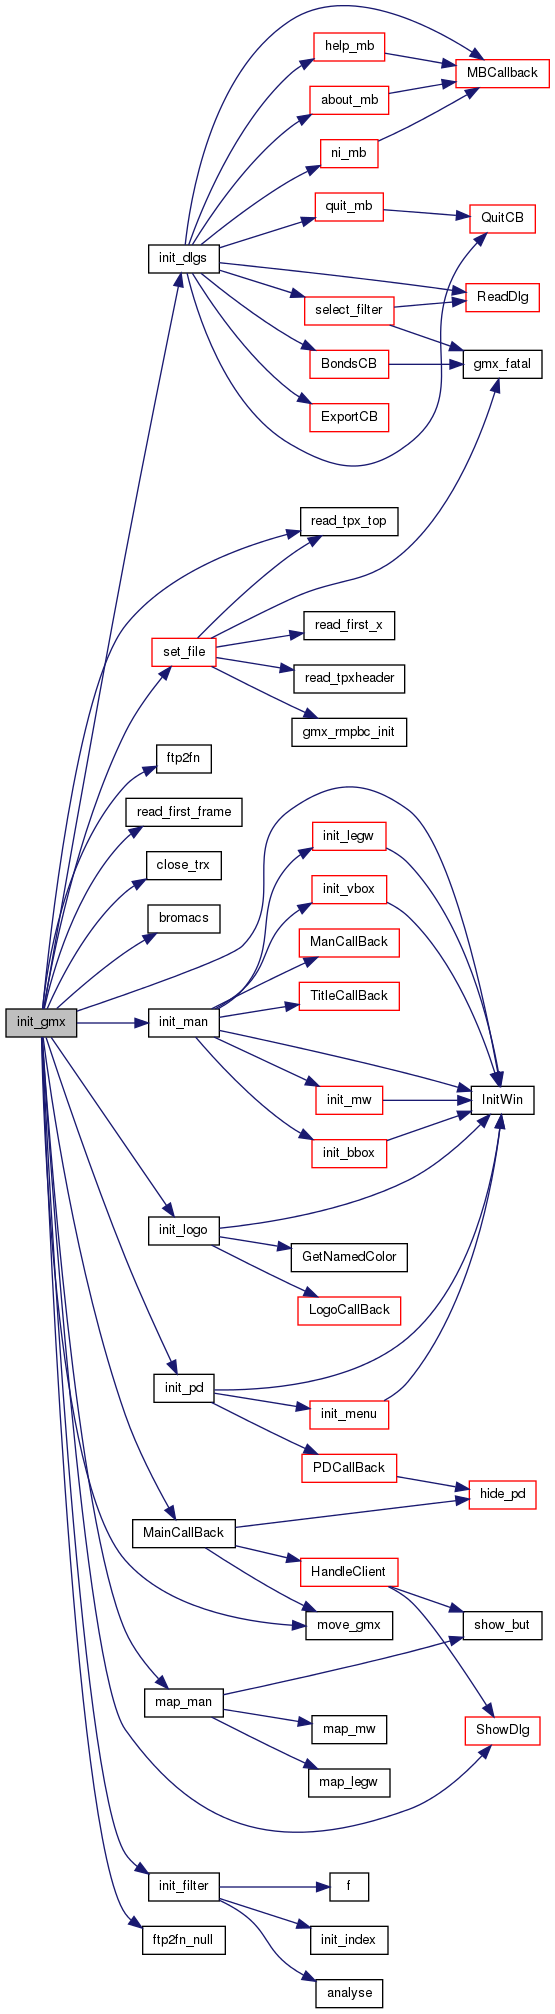 help_mb
MBCallback
about_mb
ni_mb
quit_mb
QuitCB
init_dlgs
ReadDlg
select_filter
BondsCB
gmx_fatal
ExportCB
read_tpx_top
read_first_x
set_file
read_tpxheader
gmx_rmpbc_init
ftp2fn
read_first_frame
init_legw
close_trx
init_vbox
bromacs
ManCallBack
TitleCallBack
init_gmx
init_man
init_mw
InitWin
init_bbox
init_logo
GetNamedColor
LogoCallBack
init_pd
init_menu
PDCallBack
hide_pd
MainCallBack
HandleClient
move_gmx
show_but
map_man
map_mw
ShowDlg
map_legw
init_filter
f
ftp2fn_null
init_index
analyse